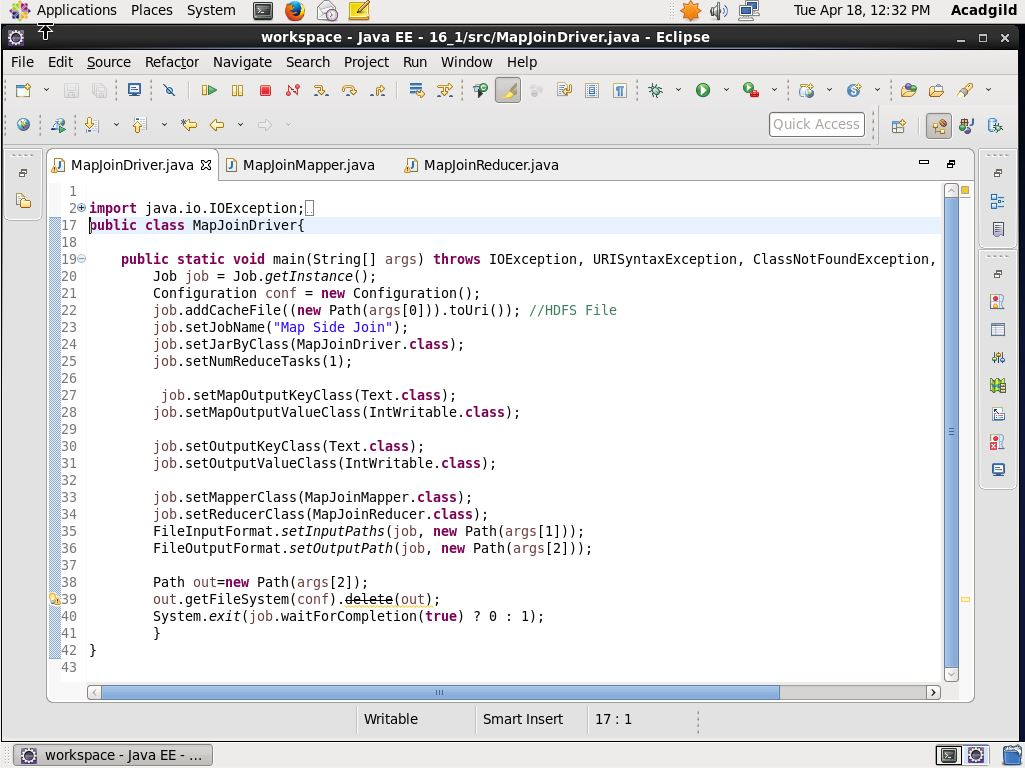 Applications Places System Tue Apr 18, 12:32 PM Acadgild
workspace - Java EE - 16_1/src/MapJoinDriver.java - Eclipse
File Edit Source Refactor Navigate Search Project Run Window Help
Quick Access
MapJoinDriver.java MapJoinMapper.java MapJoinReducer.java
1
2 import java.io.IOException;
17 public class MapJoinDriver{
18
19 public static void main(String[] args) throws IOException, URISyntaxException, ClassNotFoundException,
20 Job job = Job.getInstance();
21 Configuration conf = new Configuration();
22 job.addCacheFile((new Path(args[0])).toUri()); //HDFS File
23 job.setJobName("Map Side Join");
24 job.setJarByClass(MapJoinDriver.class);
25 job.setNumReduceTasks(1);
26
27 job.setMapOutputKeyClass(Text.class);
28 job.setMapOutputValueClass(IntWritable.class);
29
30 job.setOutputKeyClass(Text.class);
31 job.setOutputValueClass(IntWritable.class);
32
33 job.setMapperClass(MapJoinMapper.class);
34 job.setReducerClass(MapJoinReducer.class);
35 FileInputFormat.setInputPaths(job, new Path(args[1]));
36 FileOutputFormat.setOutputPath(job, new Path(args[2]));
37
38 Path out=new Path(args[2]);
39 out.getFileSystem(conf).delete(out);
40 System.exit(job.waitForCompletion(true) ? 0 : 1);
41 }
42 }
43
Writable Smart Insert 17 : 1
workspace - Java EE - ...